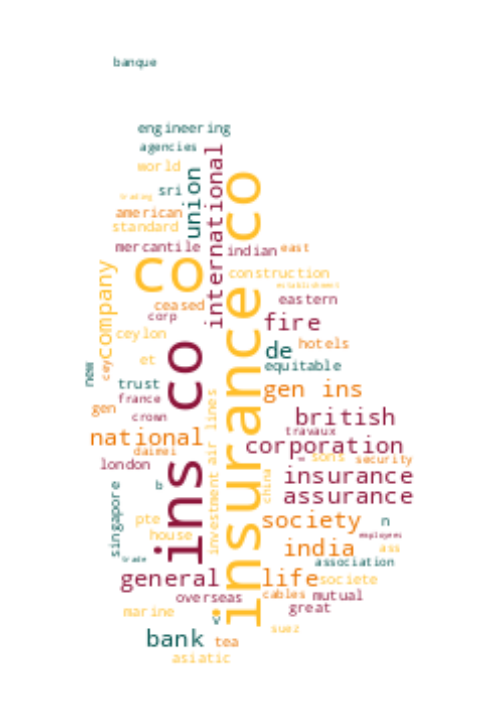 banque
engineering
agencies
world
international
sri
union
insurance co
trading
american
standard
mercantile
indian
east
co
construction
company
establishment
eastern
ceased
corp
fire
ceylon
ins co
hotels
de
et
cey
equitable
new
trust
gen ins
france
air lines
gen
crown
british
travaux
national
corporation
daimei
sons
security
london
insurance
china
b
singapore
assurance
investment
pte
society
n
house
employees
india
ass
trade
association
general
life
societe
overseas
cables
mutual
great
marine
suez
bank
tea
asiatic